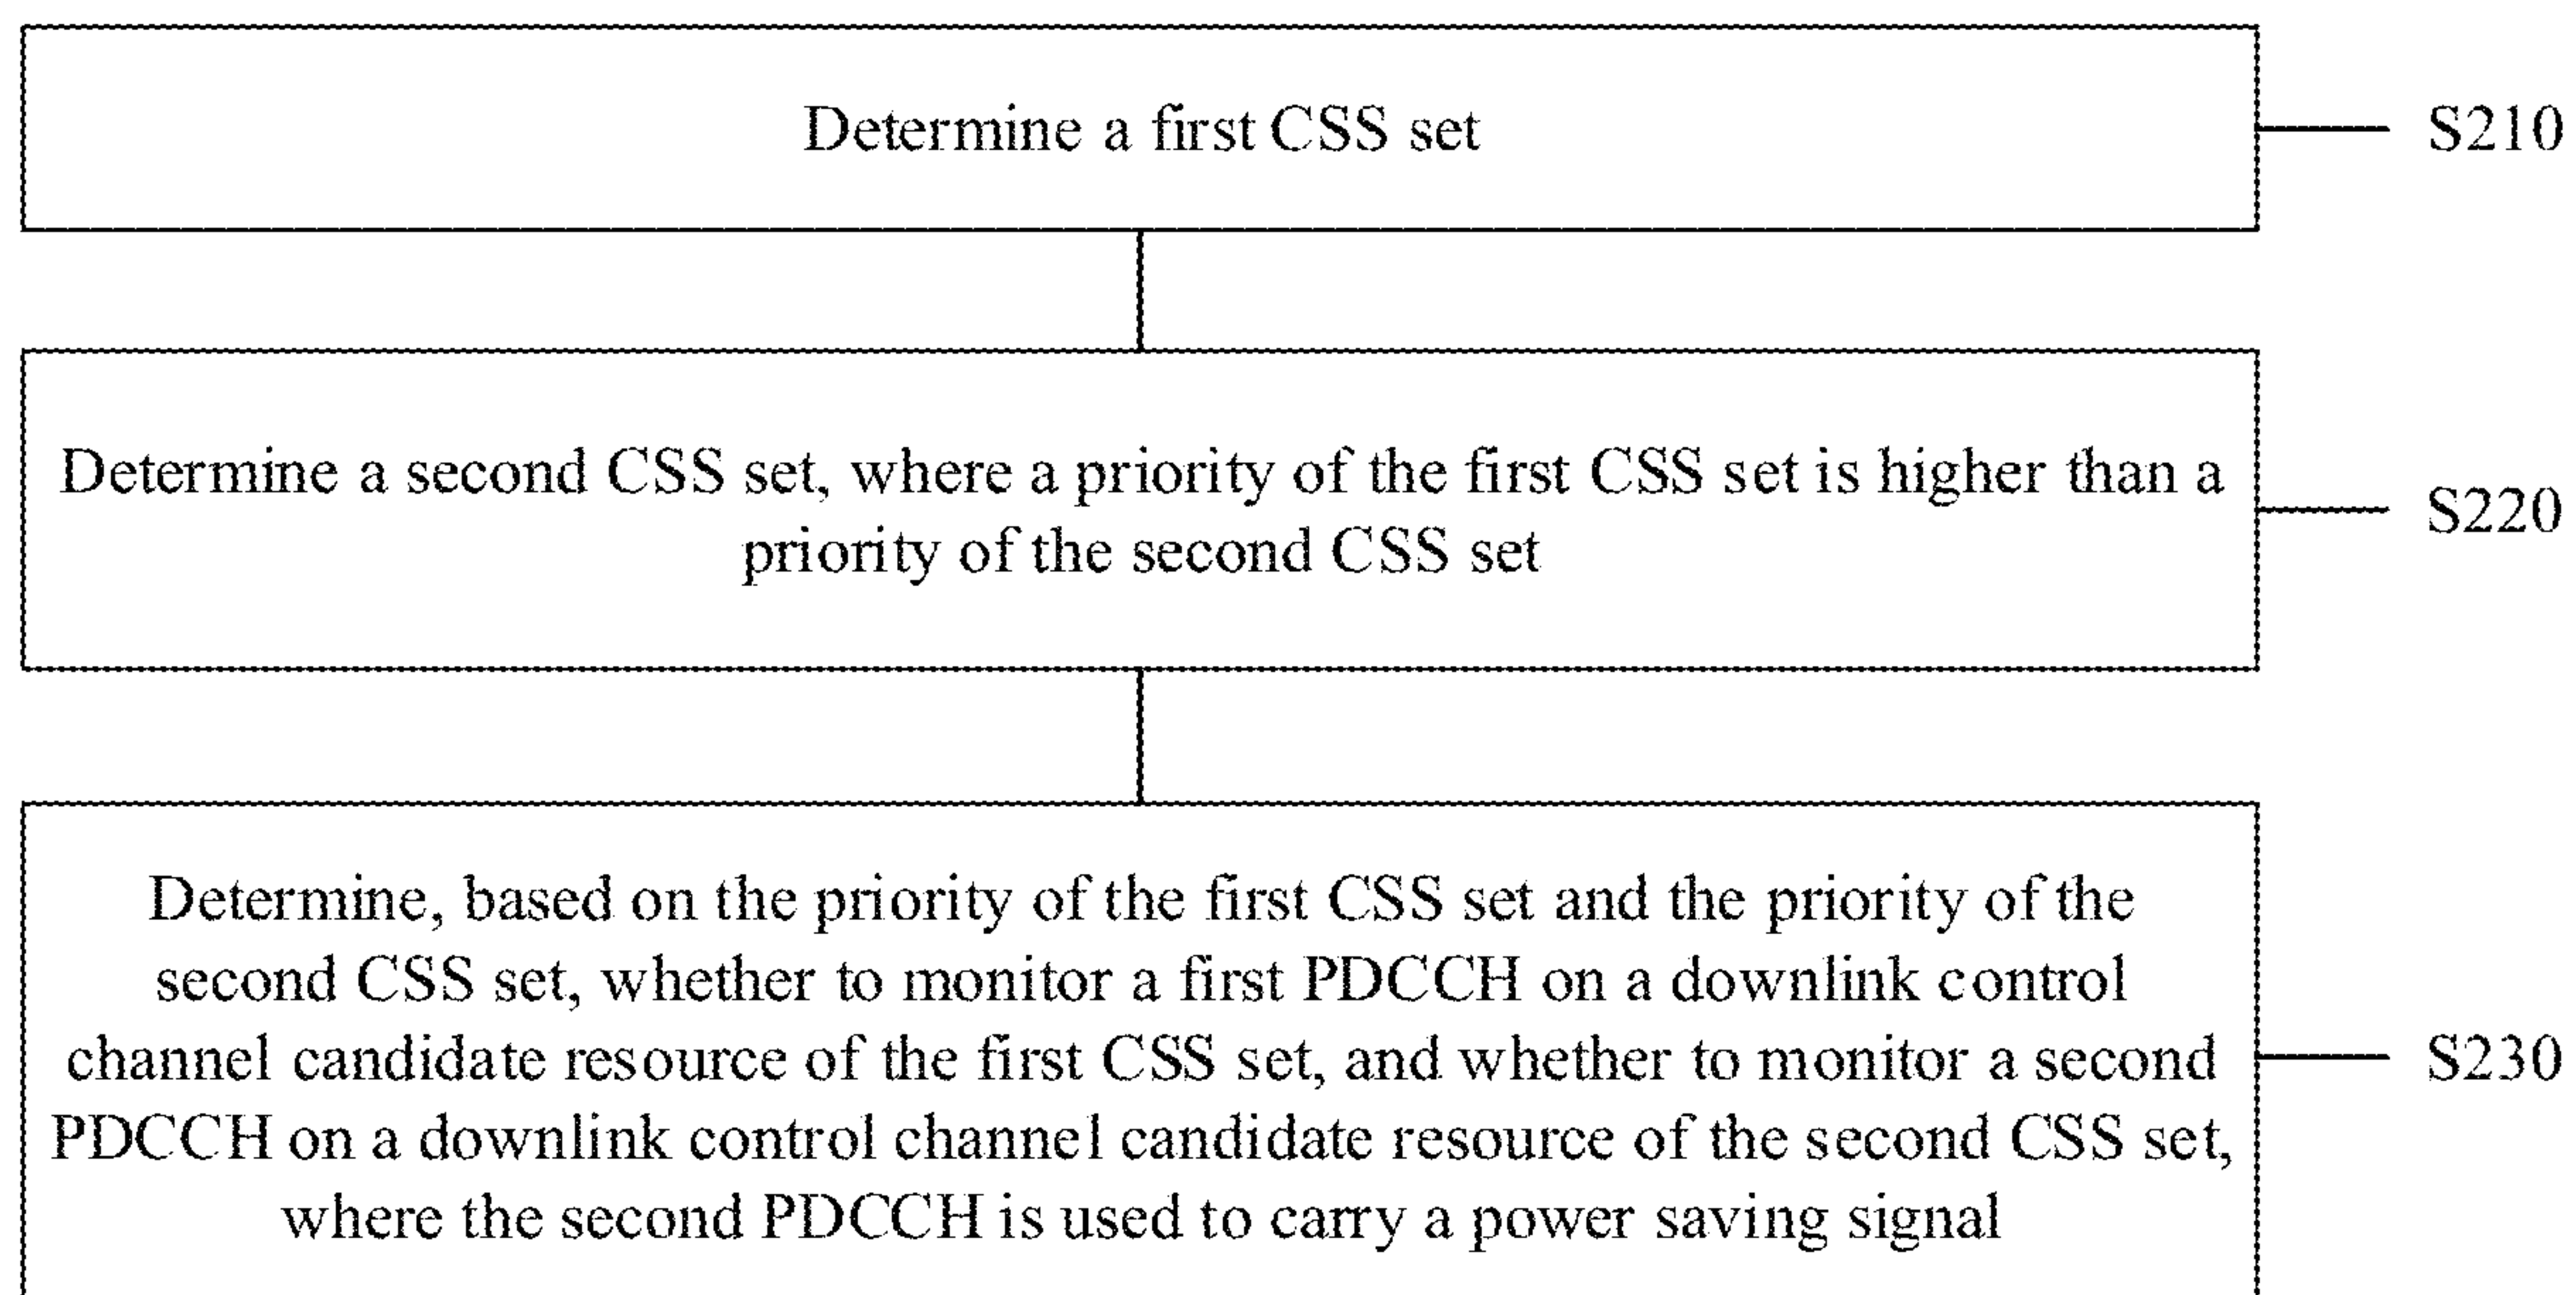 Determine a first CSS set
S210
Determine a second CSS set, where a priority of the first CSS set is higher than a
priority of the second CSS set
S220
Determine, based on the priority of the first CSS set and the priority of the
second CSS set, whether to monitor a first PDCCH on a downlink control
channel candidate resource of the first CSS set, and whether to monitor a second
PDCCH on a downlink control channel candidate resource of the second CSS set,
where the second PDCCH is used to carry a power saving signal
S230